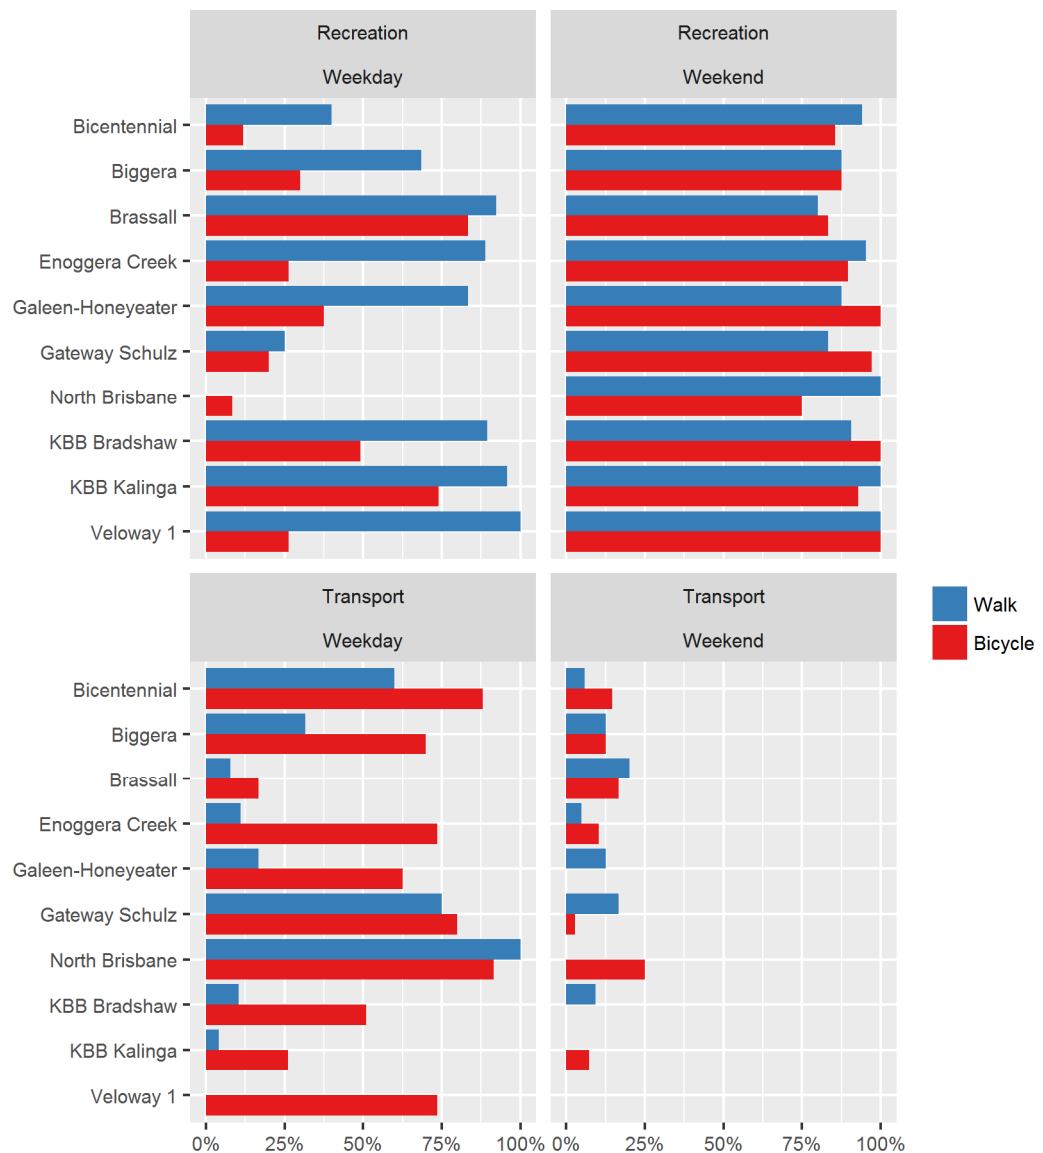 Recreation
Weekday
Recreation
Weekend
Bicentennial
Biggera
Brassall
Enoggera Creek
Galeen-Honeyeater
Gateway Schulz
North Brisbane
KBB Bradshaw
KBB Kalinga
Veloway 1
Transport
Weekday
Transport
Weekend
Walk
Bicycle
Bicentennial
Biggera
Brassall
Enoggera Creek
Galeen-Honeyeater
Gateway Schulz
North Brisbane
KBB Bradshaw
KBB Kalinga
Veloway 1
0% 25% 50% 75% 100% 0% 25% 50% 75% 100%